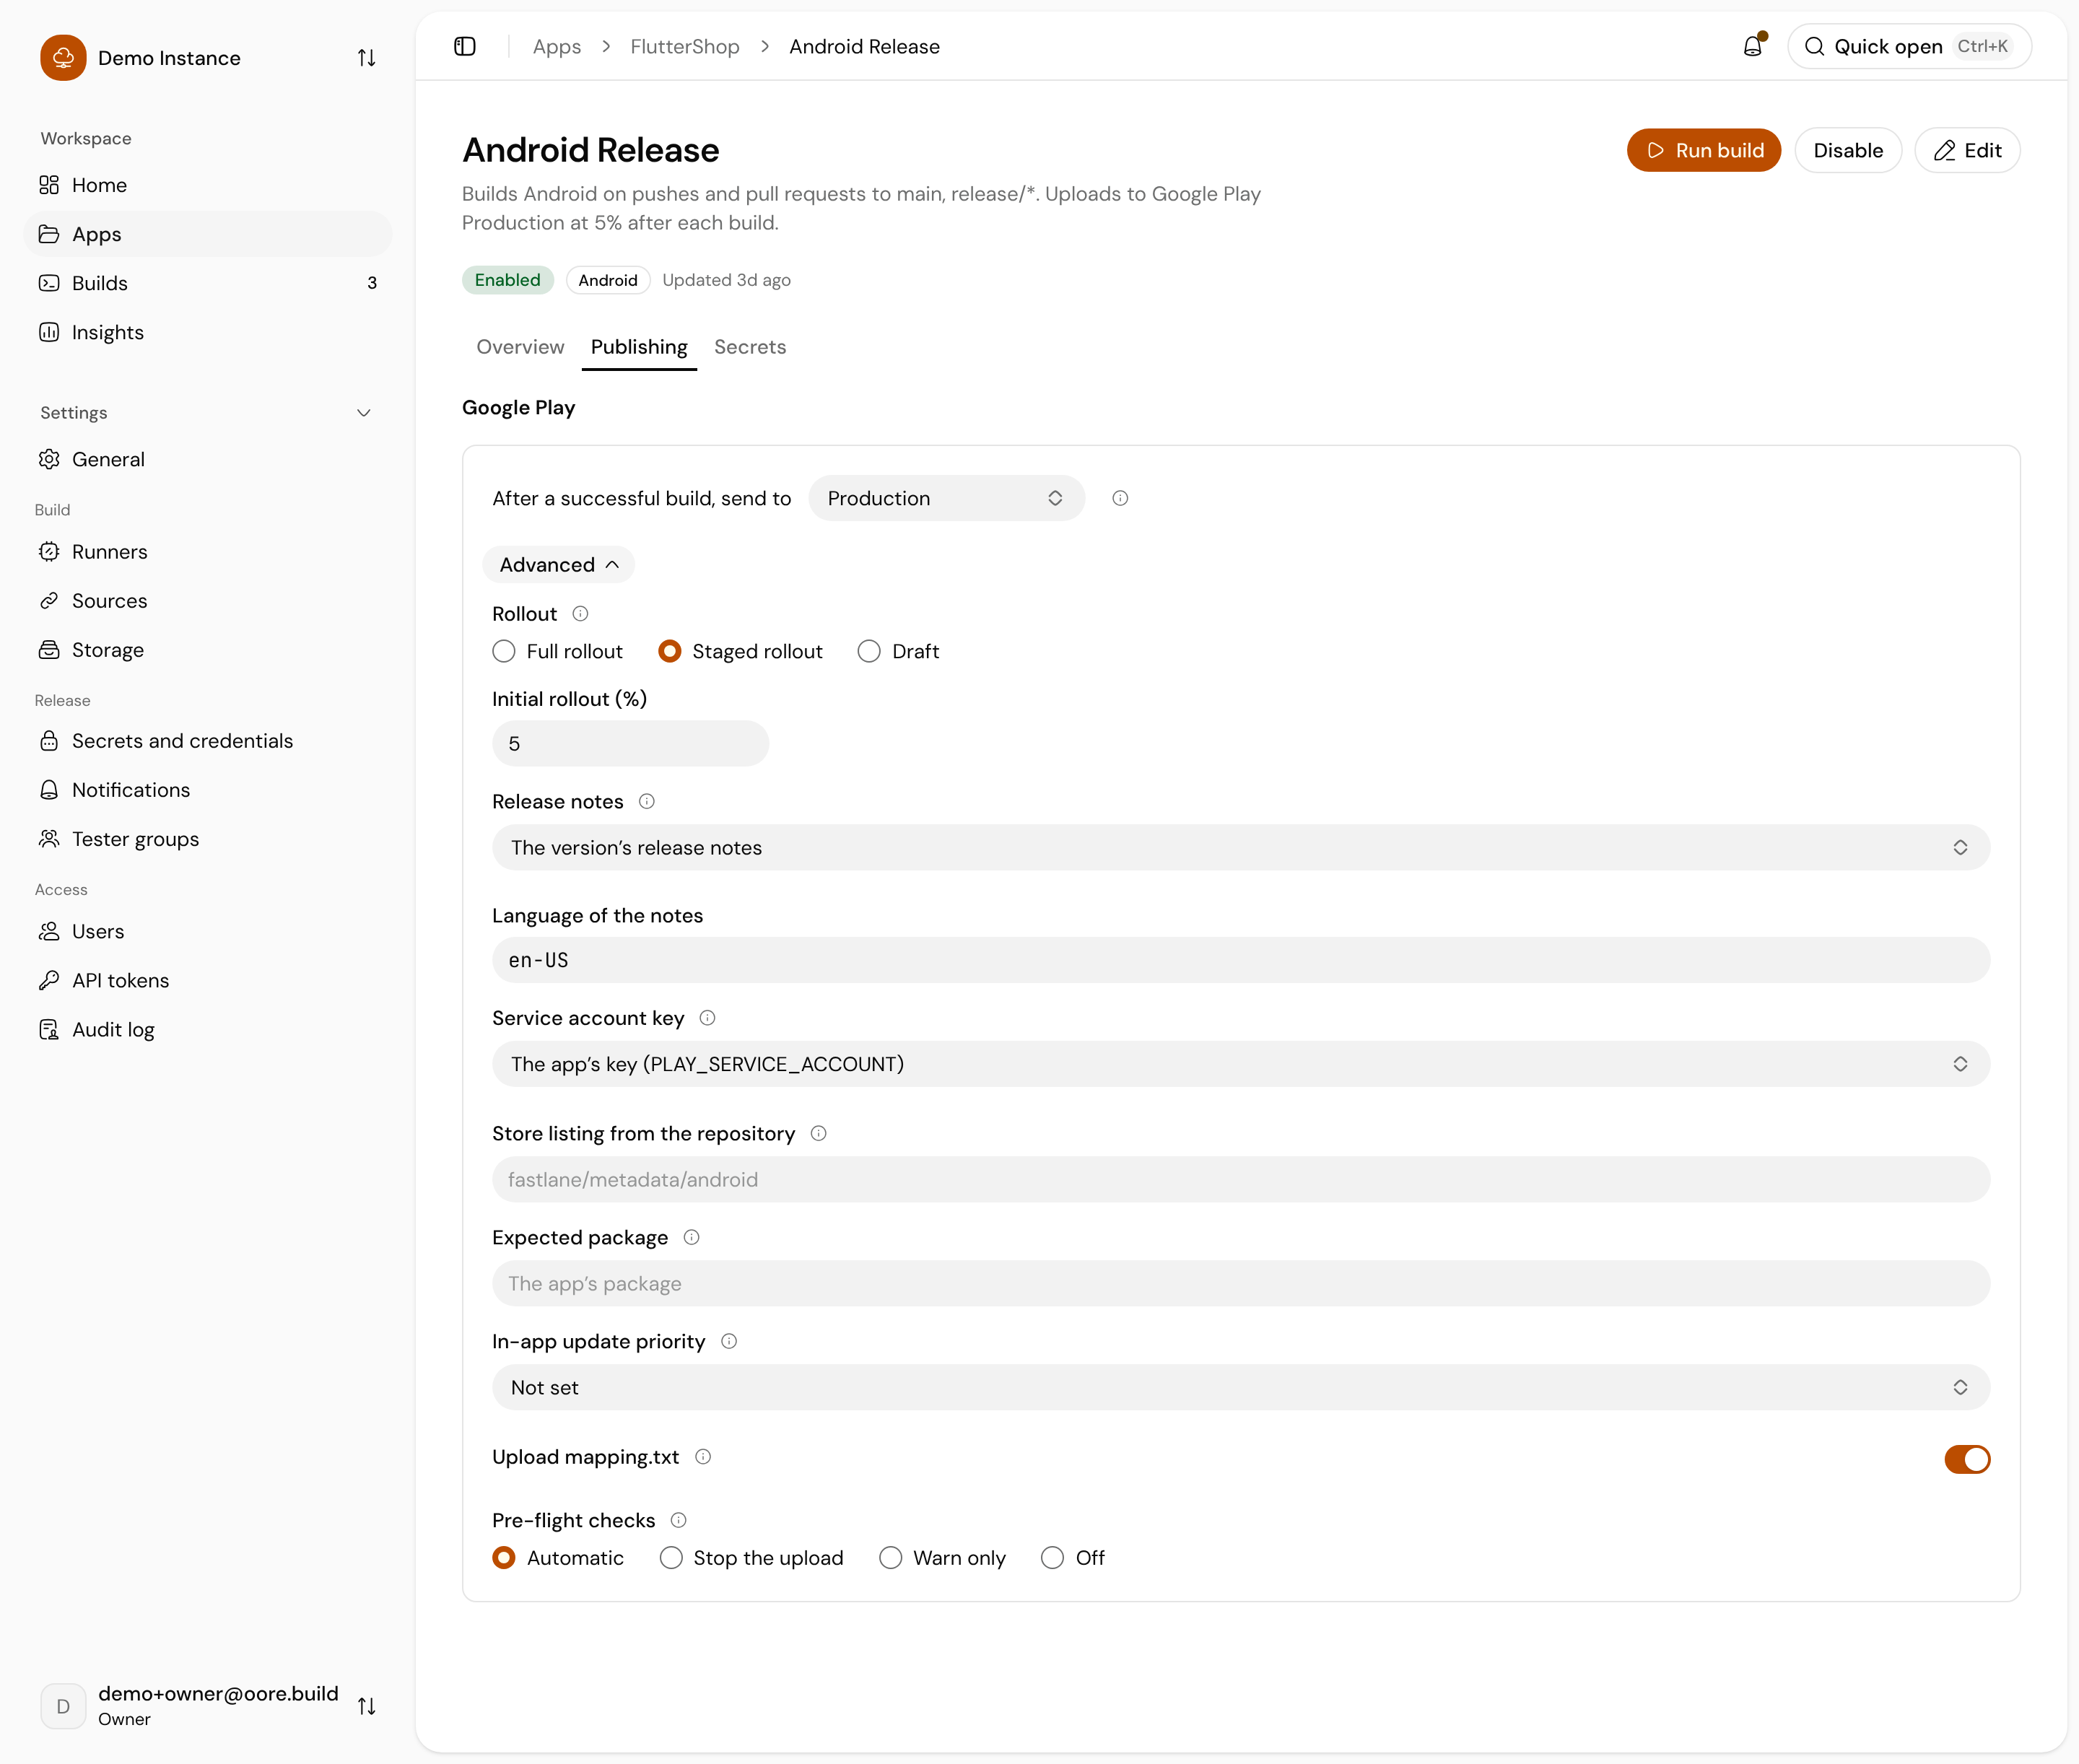 Demo Instance
Workspace
Home
Apps
Builds
3
Insights
Settings
General
Build
Runners
Sources
Storage
Release
Secrets and credentials
Notifications
Tester groups
Access
Users
API tokens
Audit log
D
demo+owner@oore.build
Owner
Apps > FlutterShop > Android Release
Quick open Ctrl+K
Android Release
Run build
Disable
Edit
Builds Android on pushes and pull requests to main, release/*. Uploads to Google Play
Production at 5% after each build.
Enabled Android Updated 3d ago
Overview Publishing Secrets
Google Play
After a successful build, send to Production
Advanced
Rollout
Full rollout Staged rollout Draft
Initial rollout (%)
5
Release notes
The version’s release notes
Language of the notes
en-US
Service account key
The app’s key (PLAY_SERVICE_ACCOUNT)
Store listing from the repository
fastlane/metadata/android
Expected package
The app’s package
In-app update priority
Not set
Upload mapping.txt
Pre-flight checks
Automatic Stop the upload Warn only Off